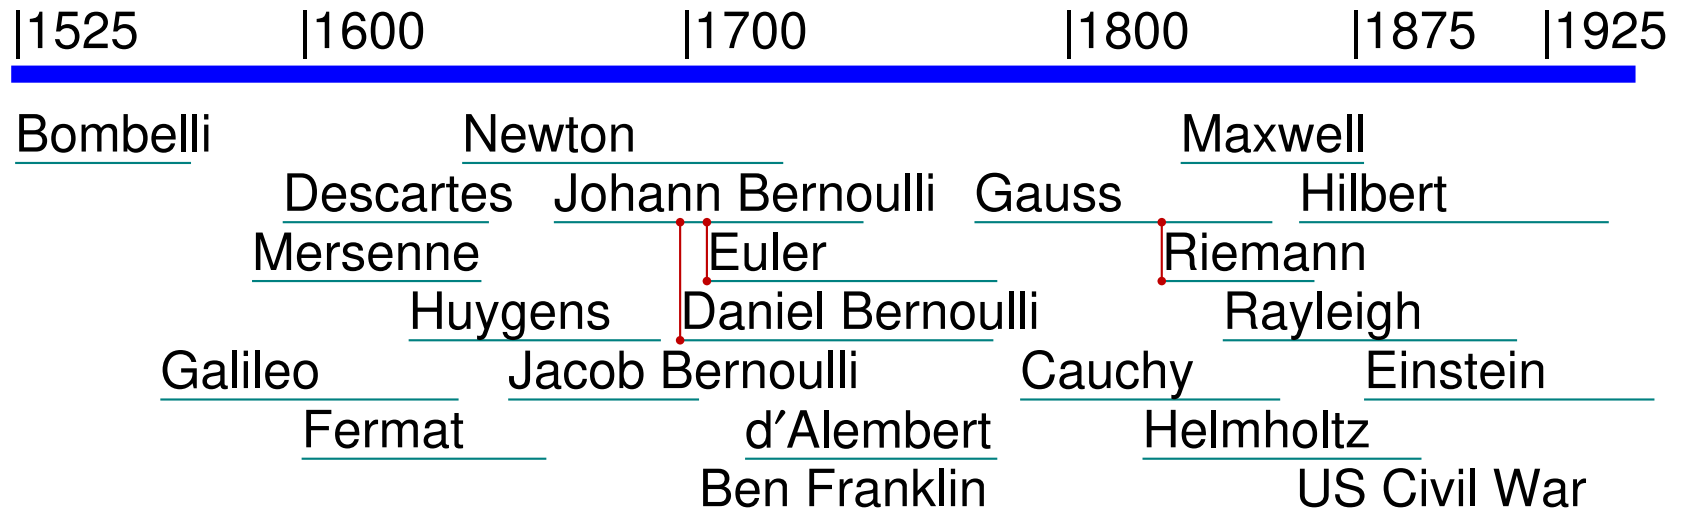 |1525 |1600 |1700 |1800 |1875 |1925
Bombelli Newton Maxwell
Descartes Johann Bernoulli Gauss Hilbert
Mersenne Euler Riemann
Huygens Daniel Bernoulli Rayleigh
Galileo Jacob Bernoulli Cauchy Einstein
Fermat d′Alembert Helmholtz
Ben Franklin US Civil War